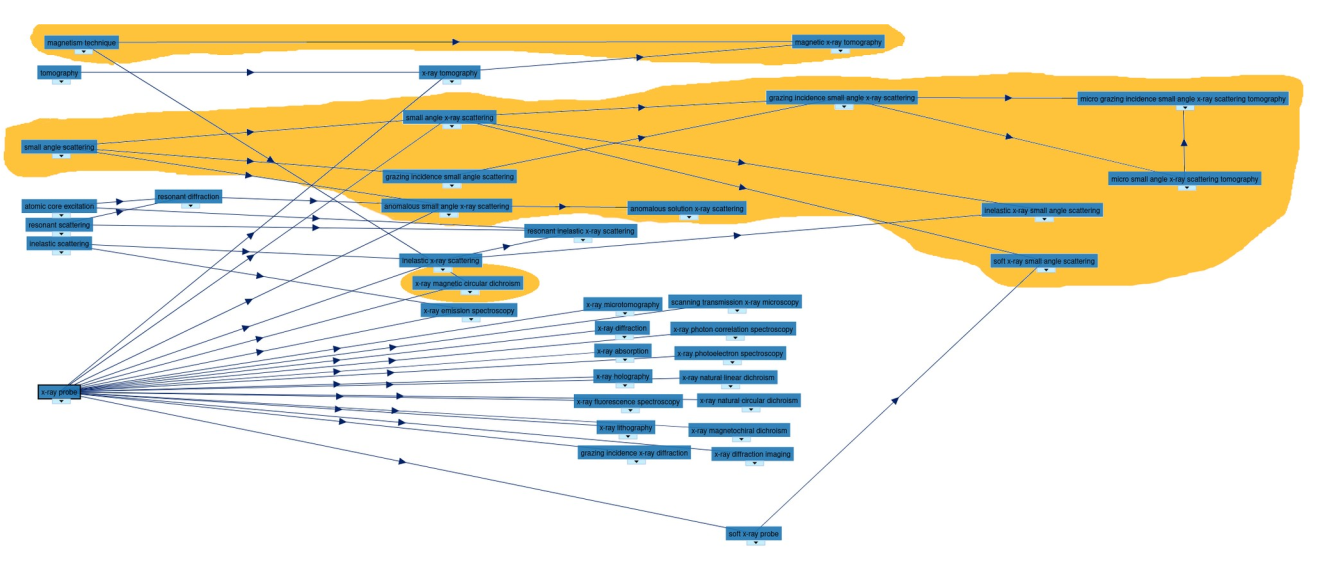 magnetism technique
magnetic x-ray tomography
tomography
x-ray tomography
grazing incidence small angle x-ray scattering
micro grazing incidence small angle x-ray scattering tomography
small angle x-ray scattering
small angle scattering
grazing incidence small angle scattering
micro small angle x-ray scattering tomography
resonant diffraction
atomic core excitation
anomalous small angle x-ray scattering
anomalous solution x-ray scattering
inelastic x-ray small angle scattering
resonant scattering
resonant inelastic x-ray scattering
inelastic scattering
inelastic x-ray scattering
soft x-ray small angle scattering
x-ray magnetic circular dichroism
x-ray emission spectroscopy
x-ray microtomography
scanning transmission x-ray microscopy
x-ray diffraction
x-ray photon correlation spectroscopy
x-ray absorption
x-ray photoelectron spectroscopy
x-ray holography
x-ray natural linear dichroism
x-ray probe
x-ray fluorescence spectroscopy
x-ray natural circular dichroism
x-ray lithography
x-ray magnetochiral dichroism
grazing incidence x-ray diffraction
x-ray diffraction imaging
soft x-ray probe